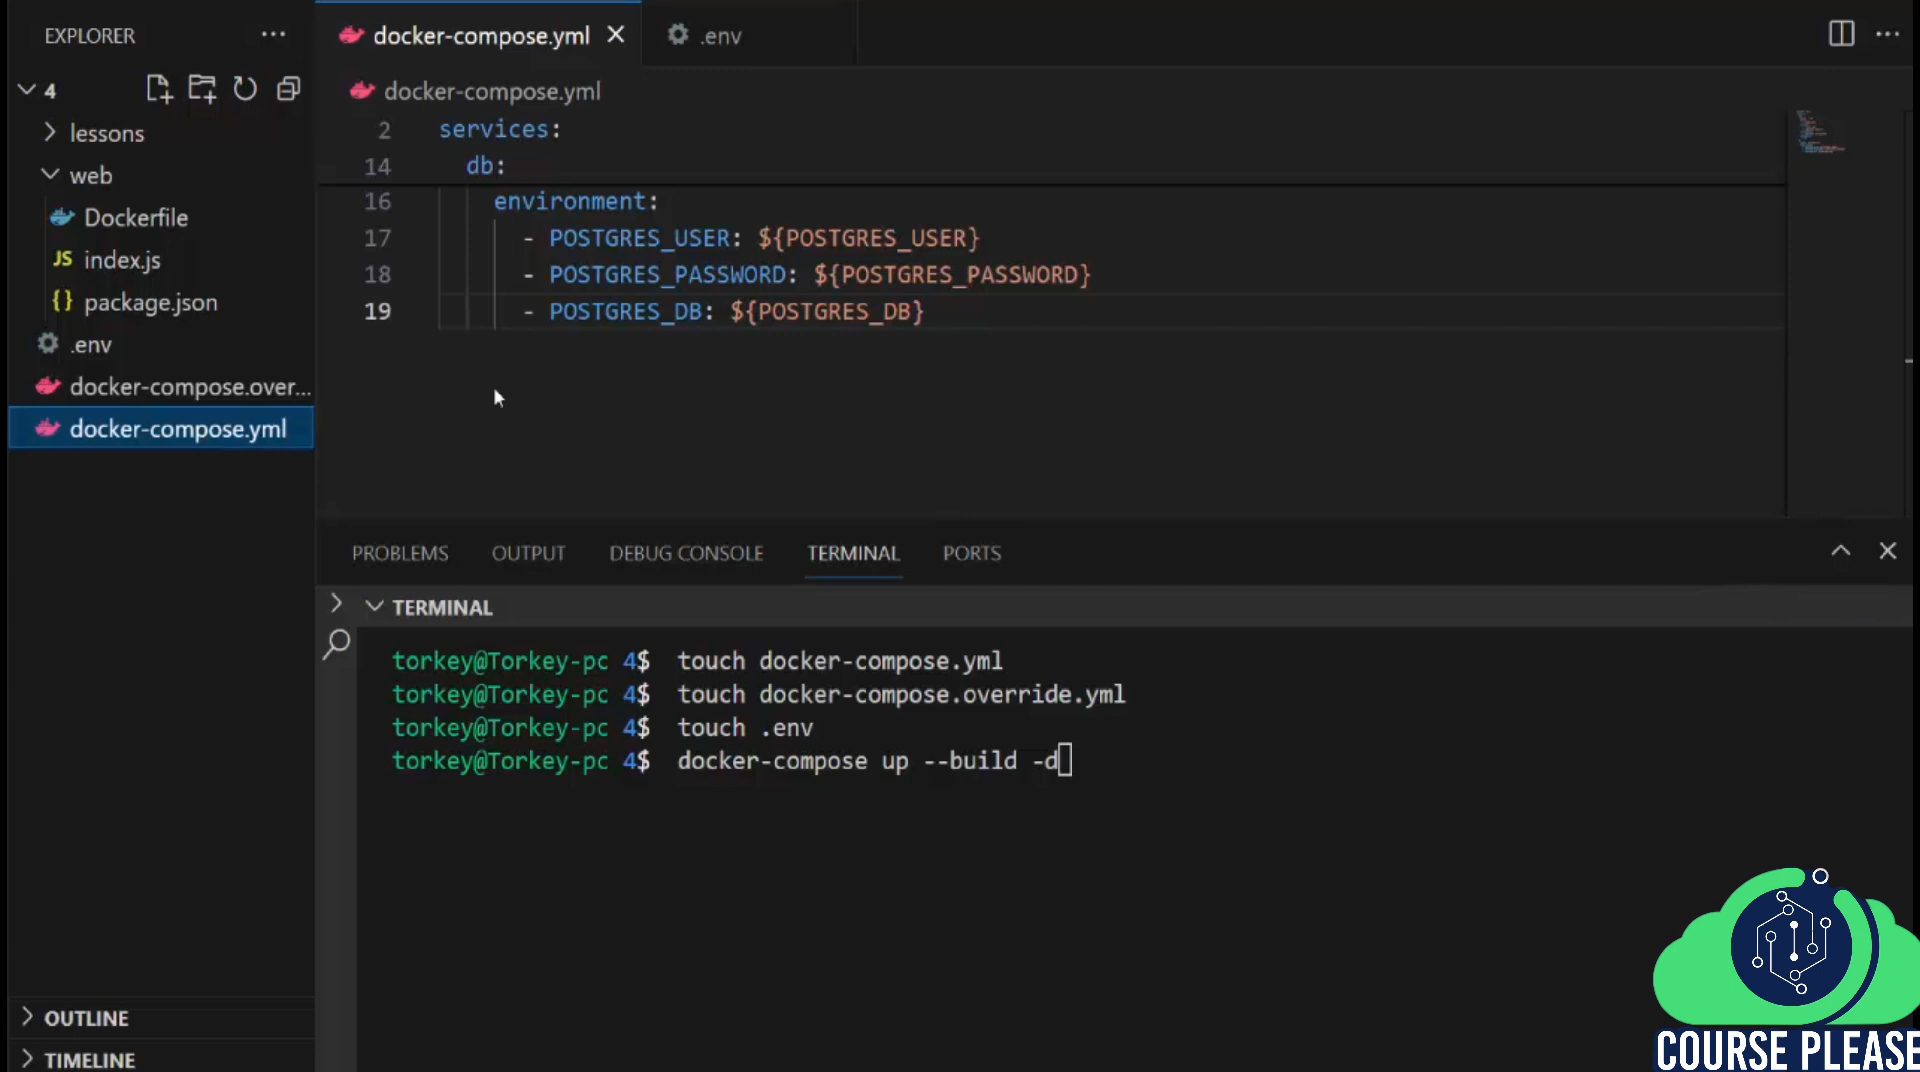 EXPLORER
4
lessons
web
Dockerfile
JS index.js
{} package.json
.env
docker-compose.over...
docker-compose.yml
OUTLINE
TIMELINE
docker-compose.yml
.env
docker-compose.yml
2 services:
14 db:
16 environment:
17 - POSTGRES_USER: ${POSTGRES_USER}
18 - POSTGRES_PASSWORD: ${POSTGRES_PASSWORD}
19 - POSTGRES_DB: ${POSTGRES_DB}
PROBLEMS OUTPUT DEBUG CONSOLE TERMINAL PORTS
TERMINAL
torkey@Torkey-pc 4$ touch docker-compose.yml
torkey@Torkey-pc 4$ touch docker-compose.override.yml
torkey@Torkey-pc 4$ touch .env
torkey@Torkey-pc 4$ docker-compose up --build -d
COURSE PLEASE